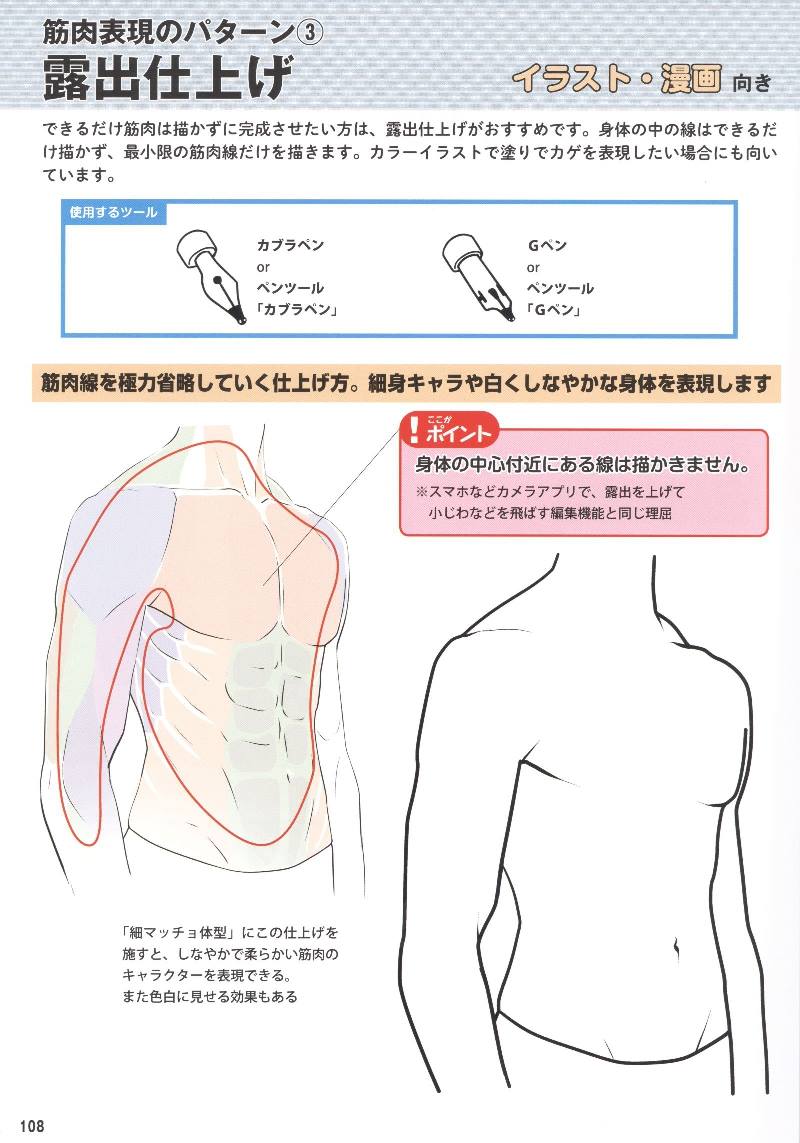 筋肉表現のパターン③
露出仕上げ
イラスト・漫画 向き
できるだけ筋肉は描かずに完成させたい方は、露出仕上げがおすすめです。身体の中の線はできるだ
け描かず、最小限の筋肉線だけを描きます。カラーイラストで塗りでカゲを表現したい場合にも向い
ています。
使用するツール
カブラペン
or
ペンツール
「カブラペン」
Gペン
or
ペンツール
「Gペン」
筋肉線を極力省略していく仕上げ方。細身キャラや白くしなやかな身体を表現します
!ここがポイント
身体の中心付近にある線は描かきません。
※スマホなどカメラアプリで、露出を上げて
小じわなどを飛ばす編集機能と同じ理屈
「細マッチョ体型」にこの仕上げを
施すと、しなやかで柔らかい筋肉の
キャラクターを表現できる。
また色白に見せる効果もある
108